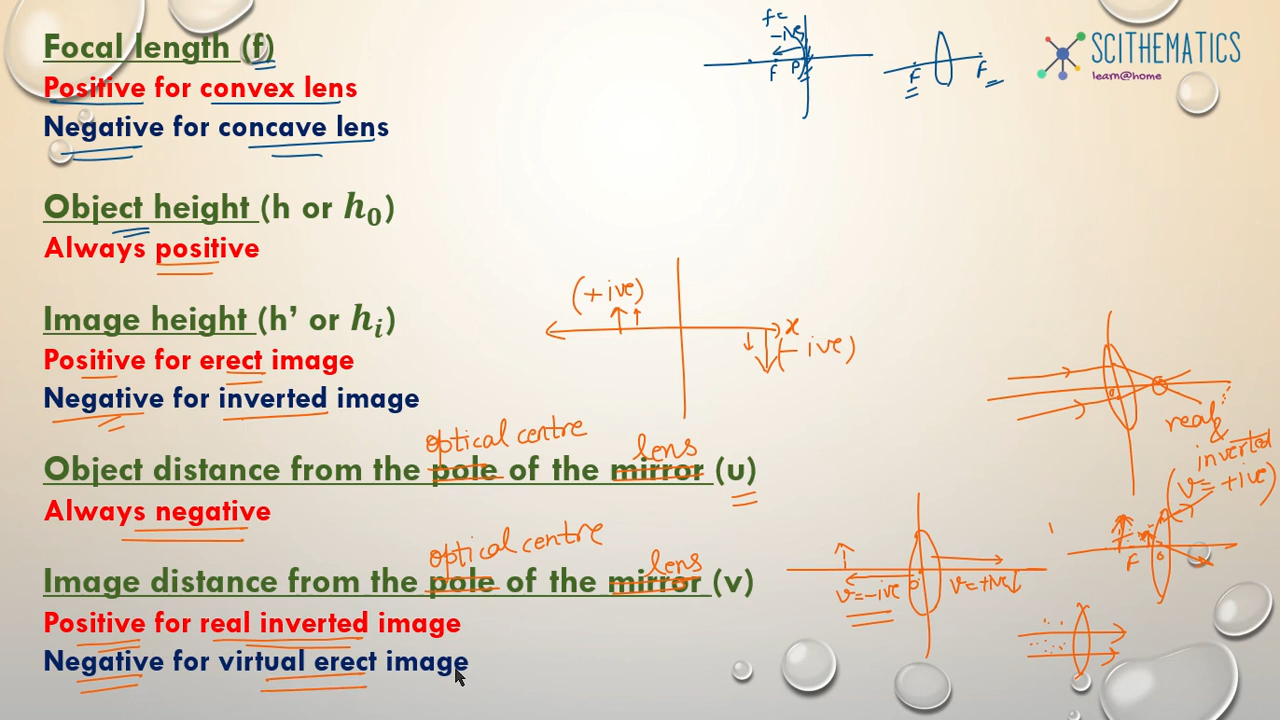 Focal length (f)
Positive for convex lens
Negative for concave lens
Object height (h or h₀)
Always positive
Image height (h’ or hᵢ)
Positive for erect image
Negative for inverted image
optical centre lens
Object distance from the pole of the mirror (u)
Always negative
optical centre lens
Image distance from the pole of the mirror (v)
Positive for real inverted image
Negative for virtual erect image
f=
-ive
F P
F F
SCITHEMATICS
learn@home
(+ive)
x
(-ive)
real
&
inverted
(v=+ive)
F o
v=-ive o v=+ive